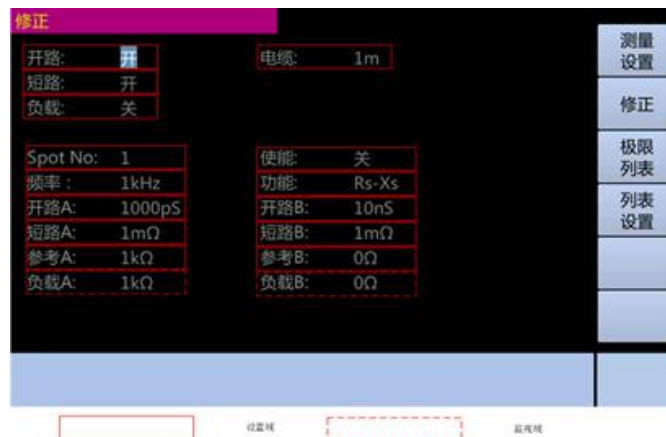 修正
开路: 开 电缆: 1m
短路: 开
负载: 关
Spot No: 1 使能: 关
频率: 1kHz 功能: Rs-Xs
开路A: 1000pS 开路B: 10nS
短路A: 1mΩ 短路B: 1mΩ
参考A: 1kΩ 参考B: 0Ω
负载A: 1kΩ 负载B: 0Ω
测量
设置
修正
极限
列表
列表
设置
设置域 监视域